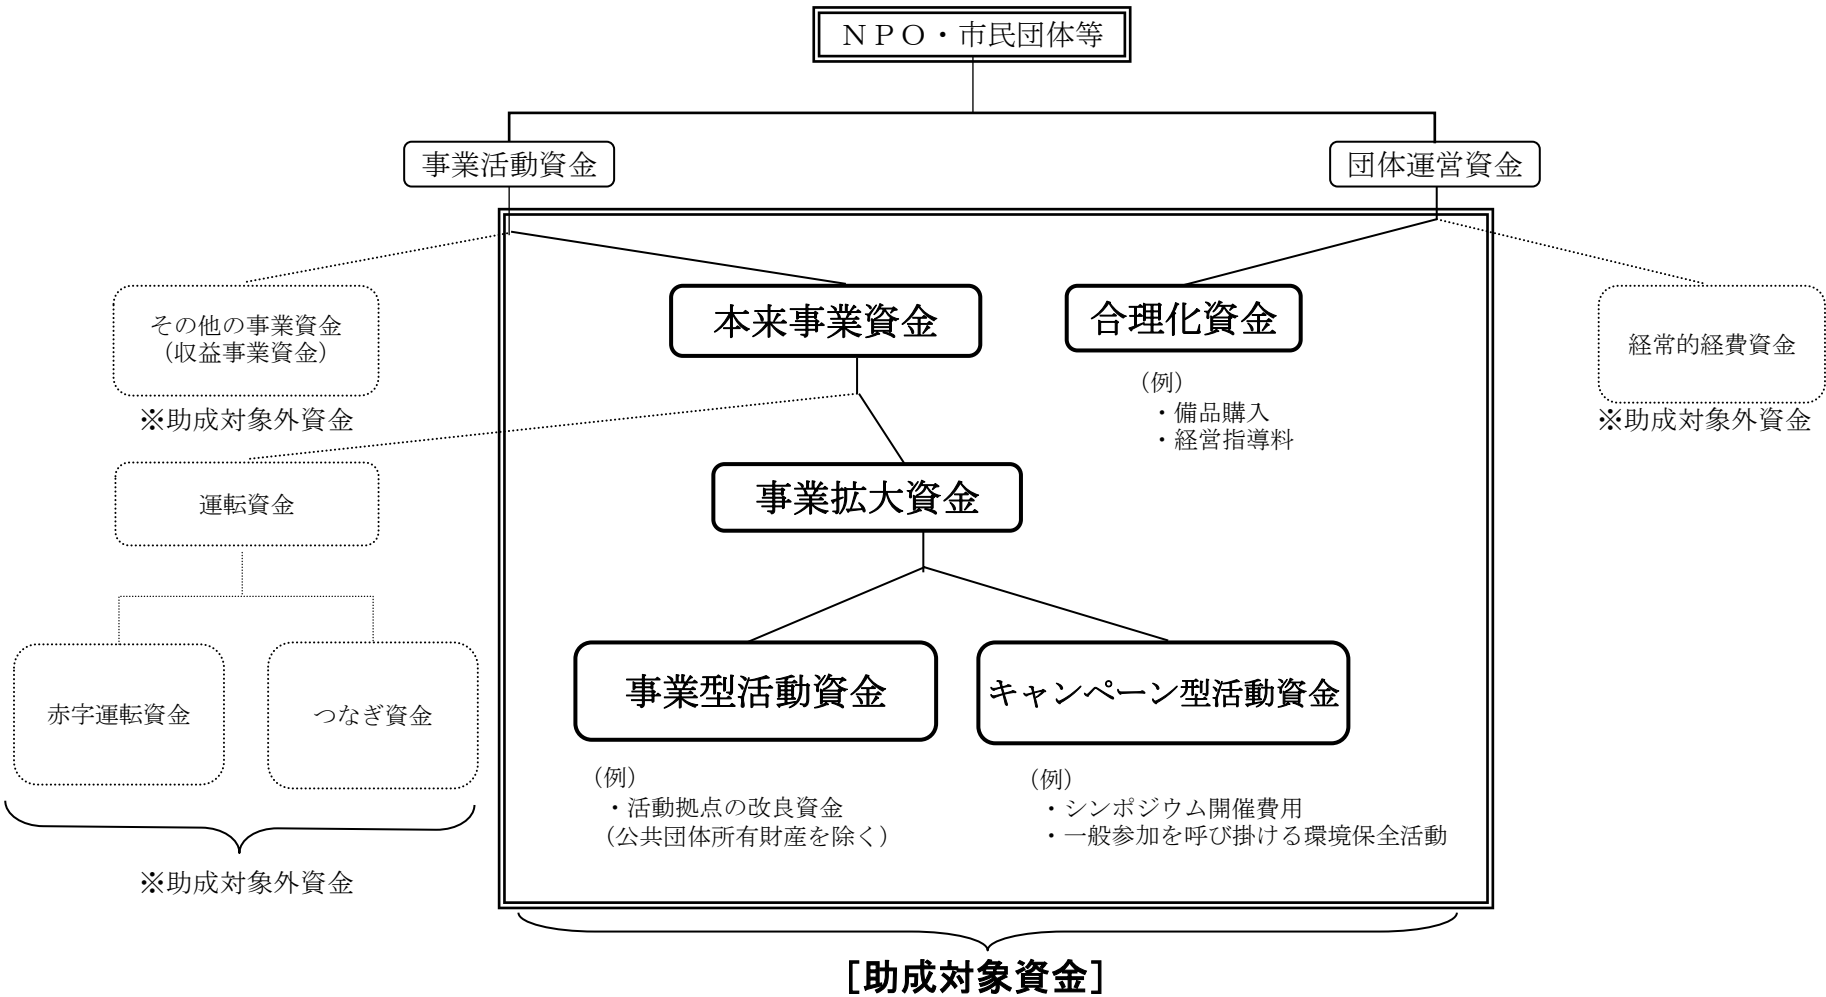 ＮＰＯ・市民団体等
事業活動資金
団体運営資金
その他の事業資金
（収益事業資金）
※助成対象外資金
本来事業資金
合理化資金
（例）
・備品購入
・経営指導料
経常的経費資金
※助成対象外資金
運転資金
事業拡大資金
赤字運転資金
つなぎ資金
※助成対象外資金
事業型活動資金
（例）
・活動拠点の改良資金
（公共団体所有財産を除く）
キャンペーン型活動資金
（例）
・シンポジウム開催費用
・一般参加を呼び掛ける環境保全活動
［助成対象資金］